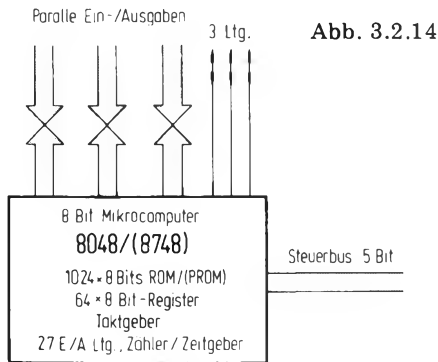 Paralle Ein-/Ausgaben
3 Ltg.
Abb. 3.2.14
8 Bit Mikrocomputer
8048/(8748)
1024 × 8 Bits ROM/(PROM)
64 × 8 Bit-Register
Taktgeber
27 E/A Ltg., Zähler/Zeitgeber
Steuerbus 5 Bit